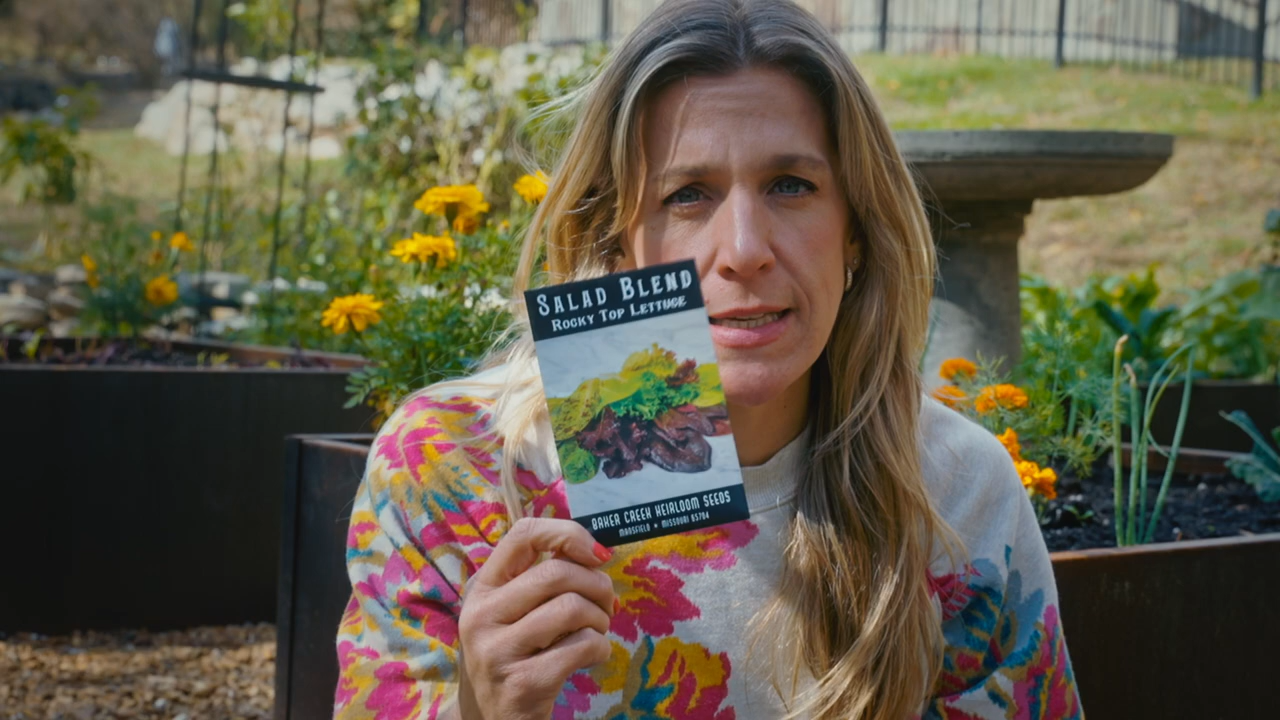 SALAD BLEND
ROCKY TOP LETTUCE
BAKER CREEK HEIRLOOM SEEDS
MANSFIELD * MISSOURI 65704